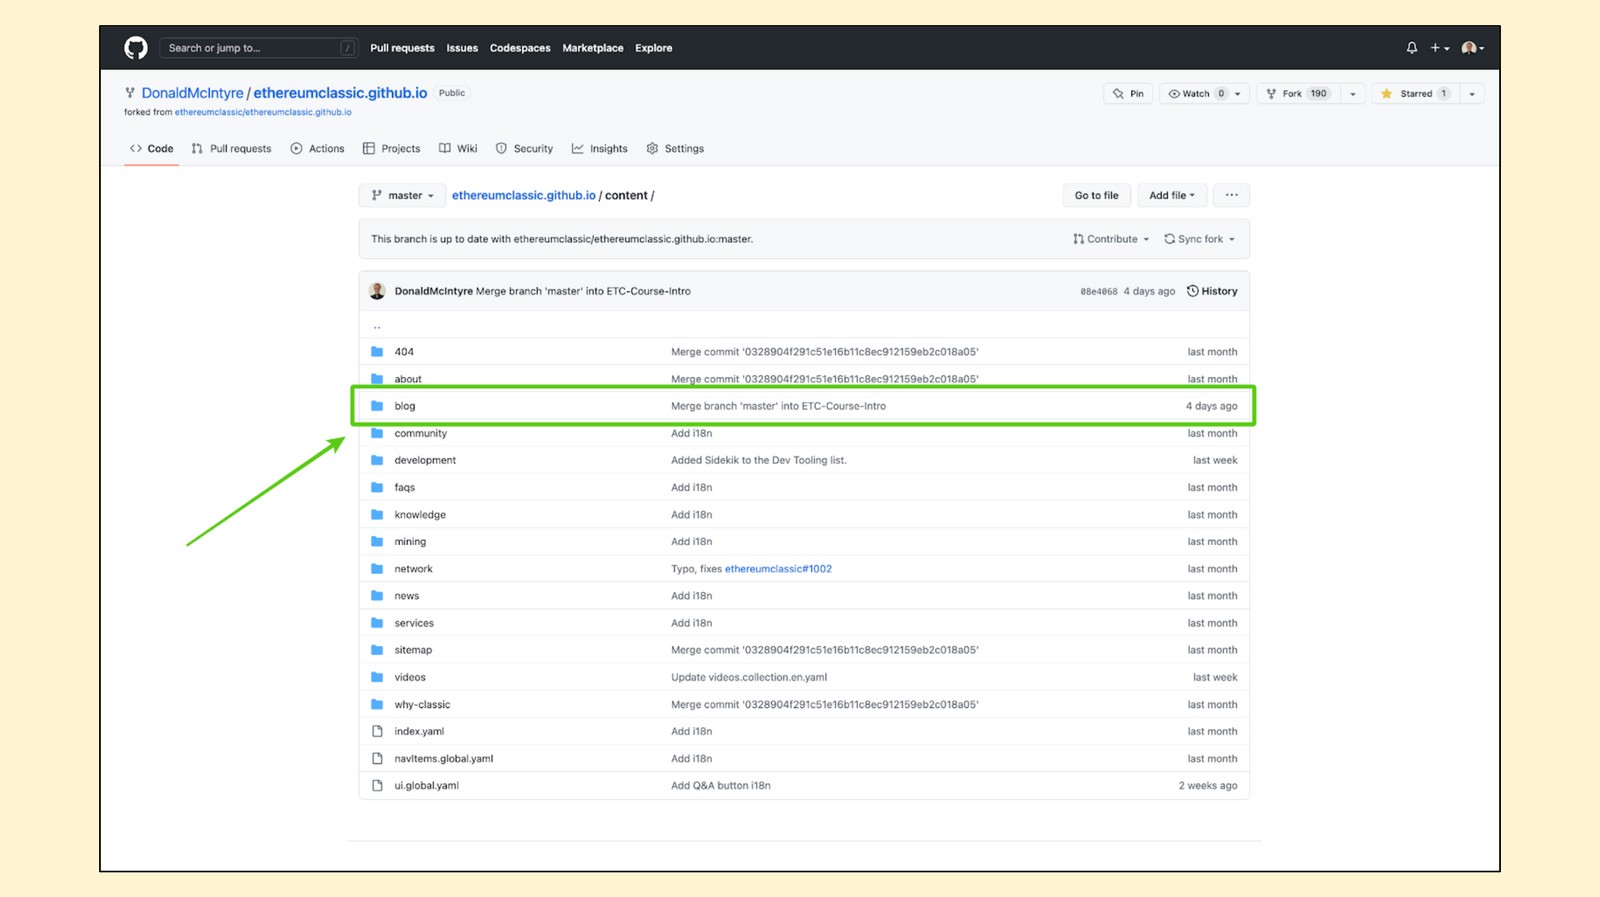 Search or jump to... / Pull requests Issues Codespaces Marketplace Explore
DonaldMcIntyre / ethereumclassic.github.io Public Pin Watch 0 Fork 190 Starred 1
forked from ethereumclassic/ethereumclassic.github.io
Code Pull requests Actions Projects Wiki Security Insights Settings
master ethereumclassic.github.io / content / Go to file Add file ...
This branch is up to date with ethereumclassic/ethereumclassic.github.io:master. Contribute Sync fork
DonaldMcIntyre Merge branch 'master' into ETC-Course-Intro 08e4068 4 days ago History
..
404 Merge commit '0328904f291c51e16b11c8ec912159eb2c018a05' last month
about Merge commit '0328904f291c51e16b11c8ec912159eb2c018a05' last month
blog Merge branch 'master' into ETC-Course-Intro 4 days ago
community Add i18n last month
development Added Sidekik to the Dev Tooling list. last week
faqs Add i18n last month
knowledge Add i18n last month
mining Add i18n last month
network Typo, fixes ethereumclassic#1002 last month
news Add i18n last month
services Add i18n last month
sitemap Merge commit '0328904f291c51e16b11c8ec912159eb2c018a05' last month
videos Update videos.collection.en.yaml last week
why-classic Merge commit '0328904f291c51e16b11c8ec912159eb2c018a05' last month
index.yaml Add i18n last month
navItems.global.yaml Add i18n last month
ui.global.yaml Add Q&A button i18n 2 weeks ago